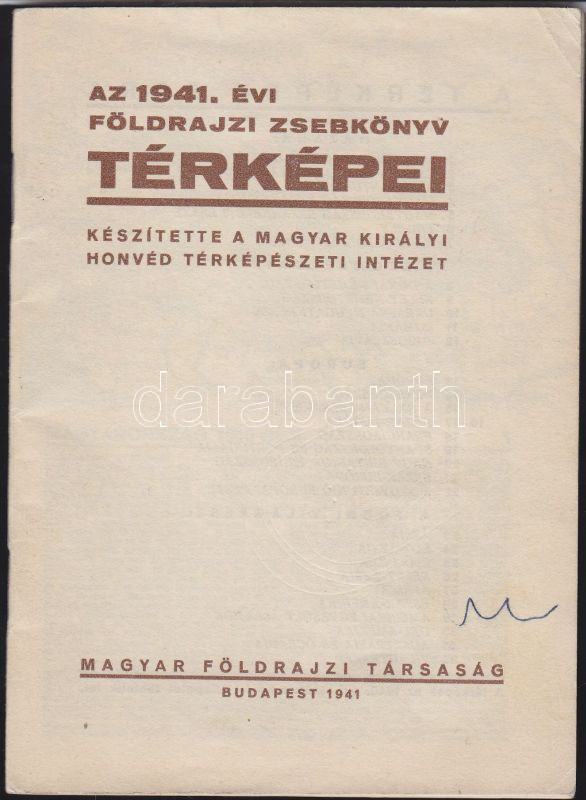 AZ 1941. ÉVI
FÖLDRAJZI ZSEBKÖNYV
TÉRKÉPEI
KÉSZÍTETTE A MAGYAR KIRÁLYI
HONVÉD TÉRKÉPÉSZETI INTÉZET
darabanth
MAGYAR FÖLDRAJZI TÁRSASÁG
BUDAPEST 1941